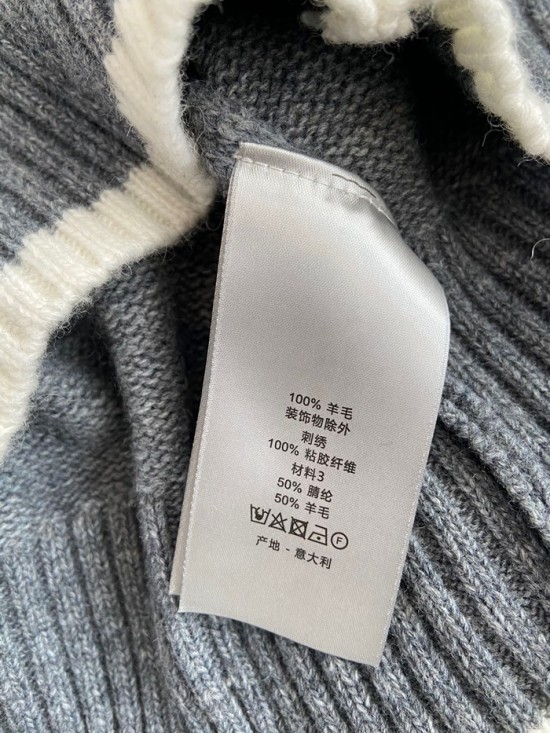 100% 羊毛
装饰物除外
刺绣
100% 粘胶纤维
材料3
50% 腈纶
50% 羊毛
F
产地 - 意大利